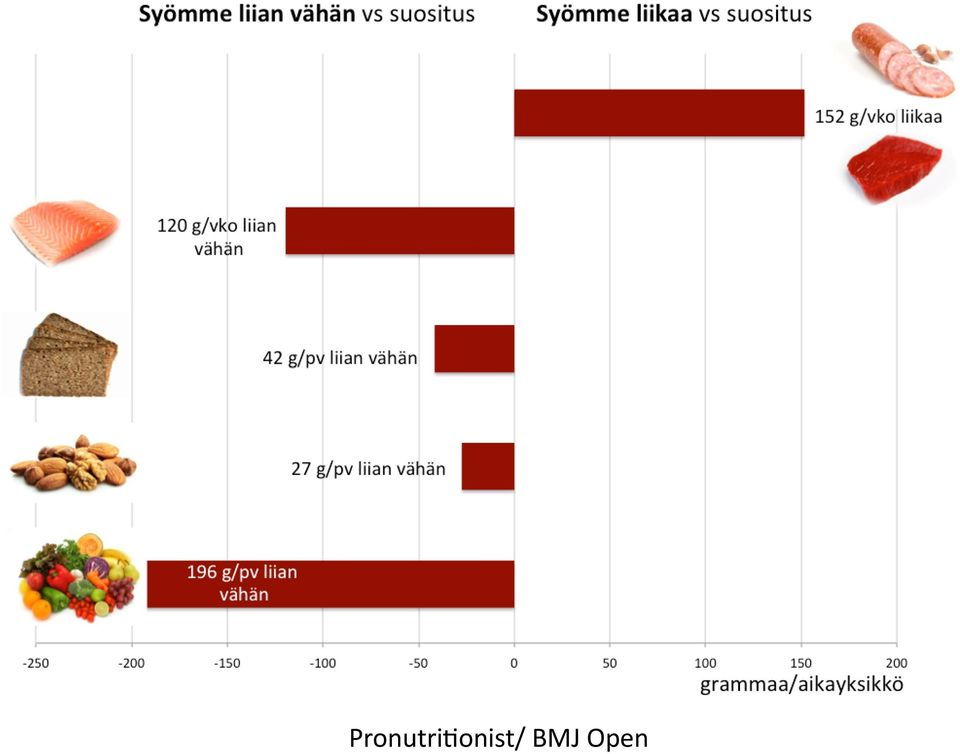 Syömme liian vähän vs suositus
Syömme liikaa vs suositus
152 g/vko liikaa
120 g/vko liian
vähän
42 g/pv liian vähän
27 g/pv liian vähän
196 g/pv liian
vähän
-250 -200 -150 -100 -50 0 50 100 150 200
grammaa/aikayksikkö
Pronutritionist/ BMJ Open